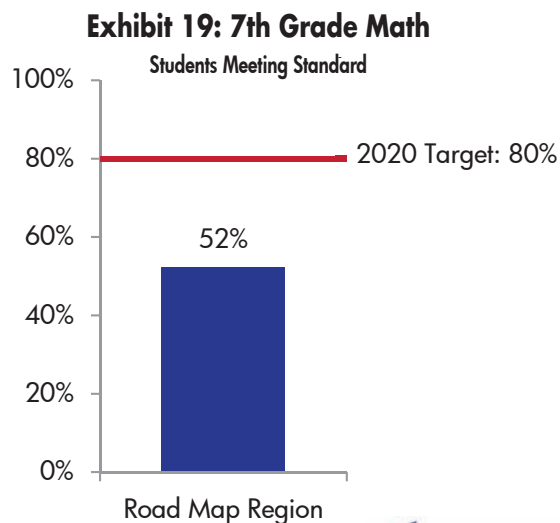 Exhibit 19: 7th Grade Math
Students Meeting Standard
100%
80%
2020 Target: 80%
60%
52%
40%
20%
0%
Road Map Region